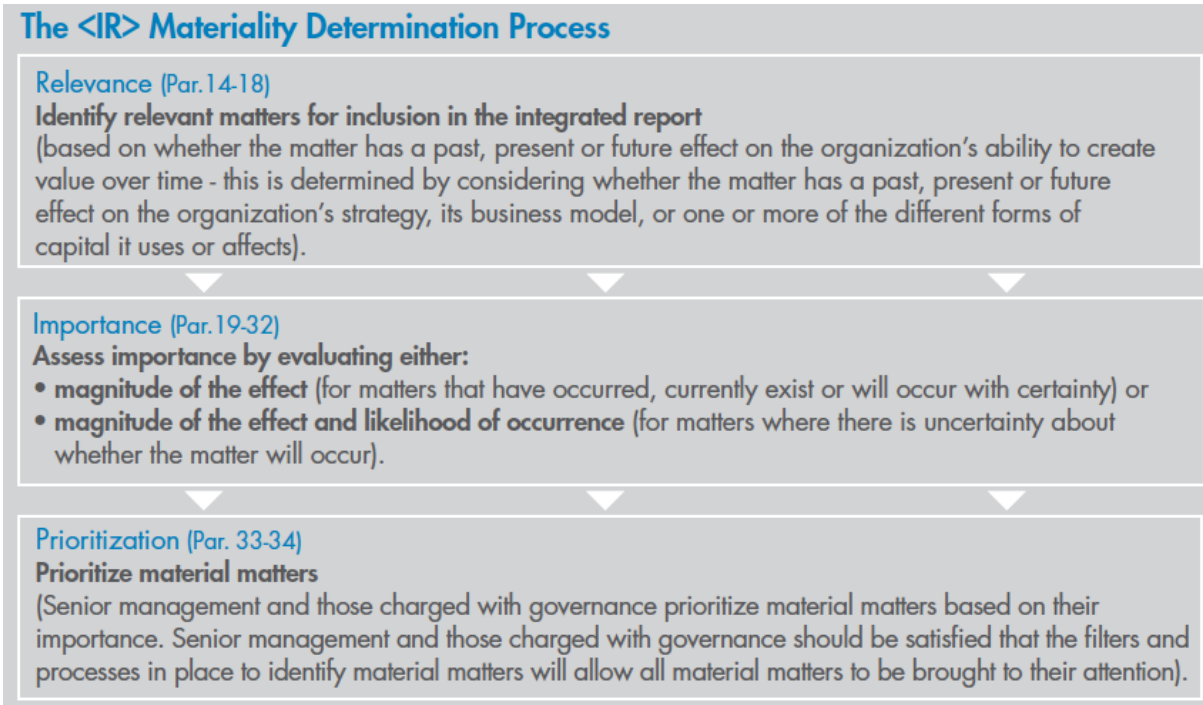 The <IR> Materiality Determination Process
Relevance (Par.14-18)
Identify relevant matters for inclusion in the integrated report
(based on whether the matter has a past, present or future effect on the organization's ability to create
value over time - this is determined by considering whether the matter has a past, present or future
effect on the organization's strategy, its business model, or one or more of the different forms of
capital it uses or affects).
Importance (Par.19-32)
Assess importance by evaluating either:
• magnitude of the effect (for matters that have occurred, currently exist or will occur with certainty) or
• magnitude of the effect and likelihood of occurrence (for matters where there is uncertainty about
whether the matter will occur).
Prioritization (Par. 33-34)
Prioritize material matters
(Senior management and those charged with governance prioritize material matters based on their
importance. Senior management and those charged with governance should be satisfied that the filters and
processes in place to identify material matters will allow all material matters to be brought to their attention).